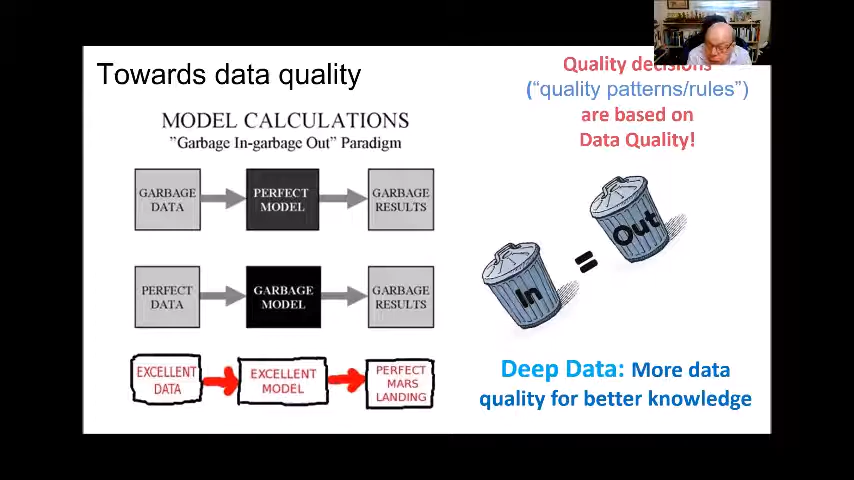 Towards data quality
MODEL CALCULATIONS
"Garbage In-garbage Out" Paradigm
GARBAGE
DATA
PERFECT
MODEL
GARBAGE
RESULTS
PERFECT
DATA
GARBAGE
MODEL
GARBAGE
RESULTS
EXCELLENT
DATA
EXCELLENT
MODEL
PERFECT
MARS
LANDING
Quality decisions
(“quality patterns/rules”)
are based on
Data Quality!
In
=
Out
Deep Data: More data
quality for better knowledge